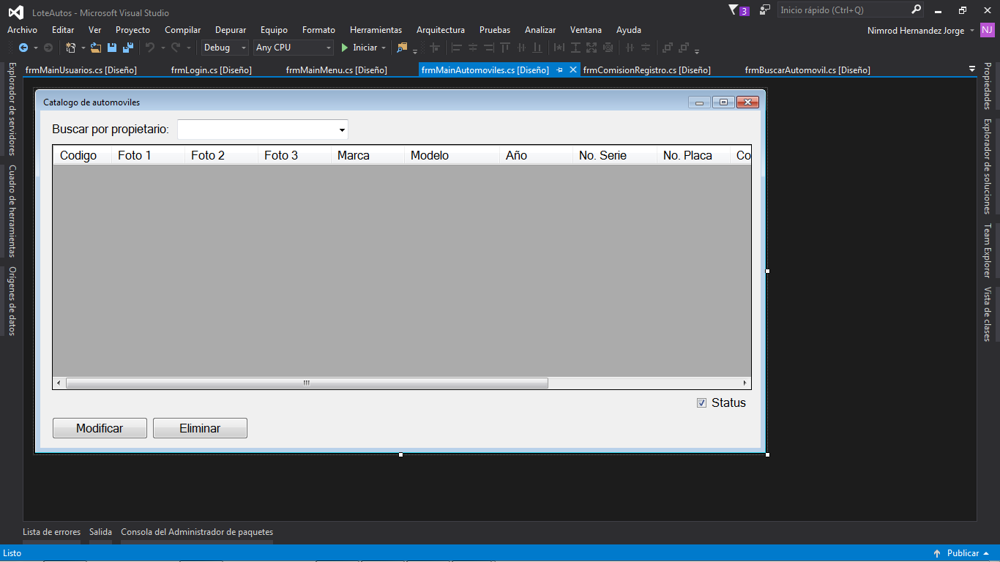 LoteAutos - Microsoft Visual Studio
3
Inicio rápido (Ctrl+Q)
Archivo Editar Ver Proyecto Compilar Depurar Equipo Formato Herramientas Arquitectura Pruebas Analizar Ventana Ayuda
Nimrod Hernandez Jorge
NJ
Debug Any CPU Iniciar
frmMainUsuarios.cs [Diseño] frmLogin.cs [Diseño] frmMainMenu.cs [Diseño] frmMainAutomoviles.cs [Diseño] frmComisionRegistro.cs [Diseño] frmBuscarAutomovil.cs [Diseño]
Explorador de servidores
Cuadro de herramientas
Orígenes de datos
Catalogo de automoviles
Buscar por propietario:
Codigo Foto 1 Foto 2 Foto 3 Marca Modelo Año No. Serie No. Placa Co
Status
Modificar Eliminar
Propiedades
Explorador de soluciones
Team Explorer
Vista de clases
Lista de errores Salida Consola del Administrador de paquetes
Listo
Publicar